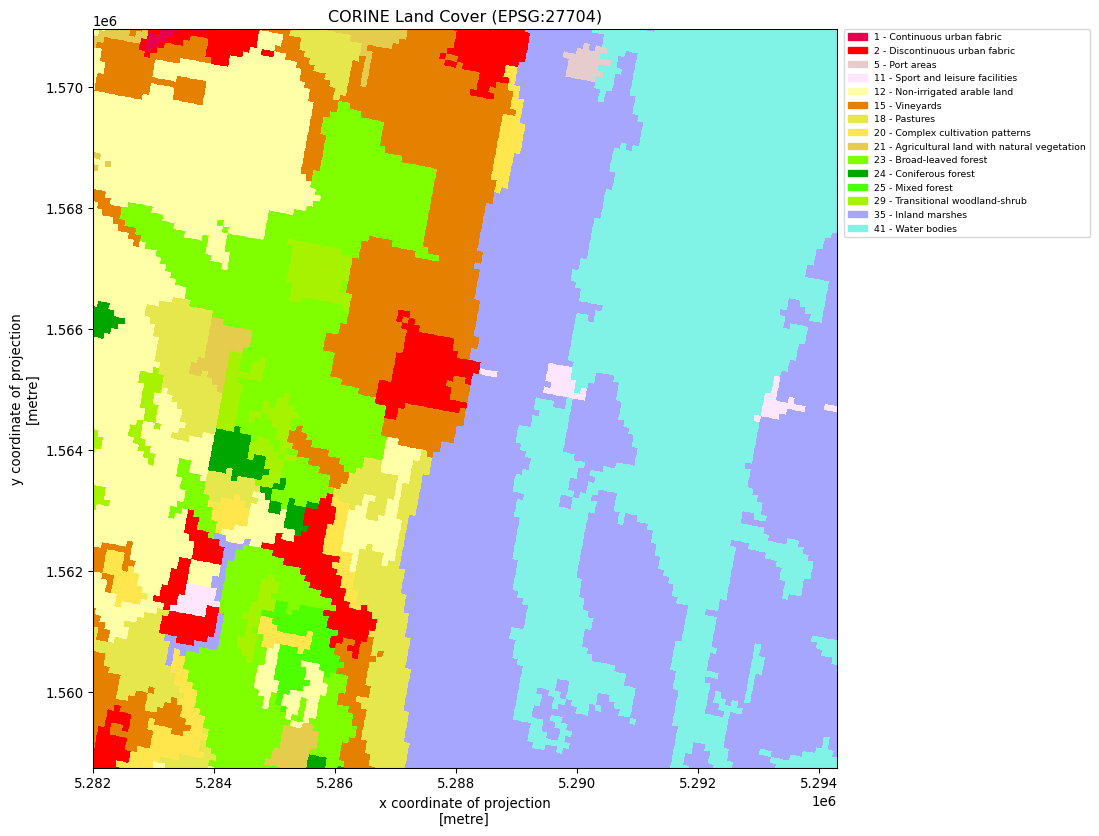 CORINE Land Cover (EPSG:27704)
1e6
1.570
1.568
1.566
1.564
1.562
1.560
y coordinate of projection
[metre]
5.282
5.284
5.286
5.288
5.290
5.292
5.294
1e6
x coordinate of projection
[metre]
1 - Continuous urban fabric
2 - Discontinuous urban fabric
5 - Port areas
11 - Sport and leisure facilities
12 - Non-irrigated arable land
15 - Vineyards
18 - Pastures
20 - Complex cultivation patterns
21 - Agricultural land with natural vegetation
23 - Broad-leaved forest
24 - Coniferous forest
25 - Mixed forest
29 - Transitional woodland-shrub
35 - Inland marshes
41 - Water bodies